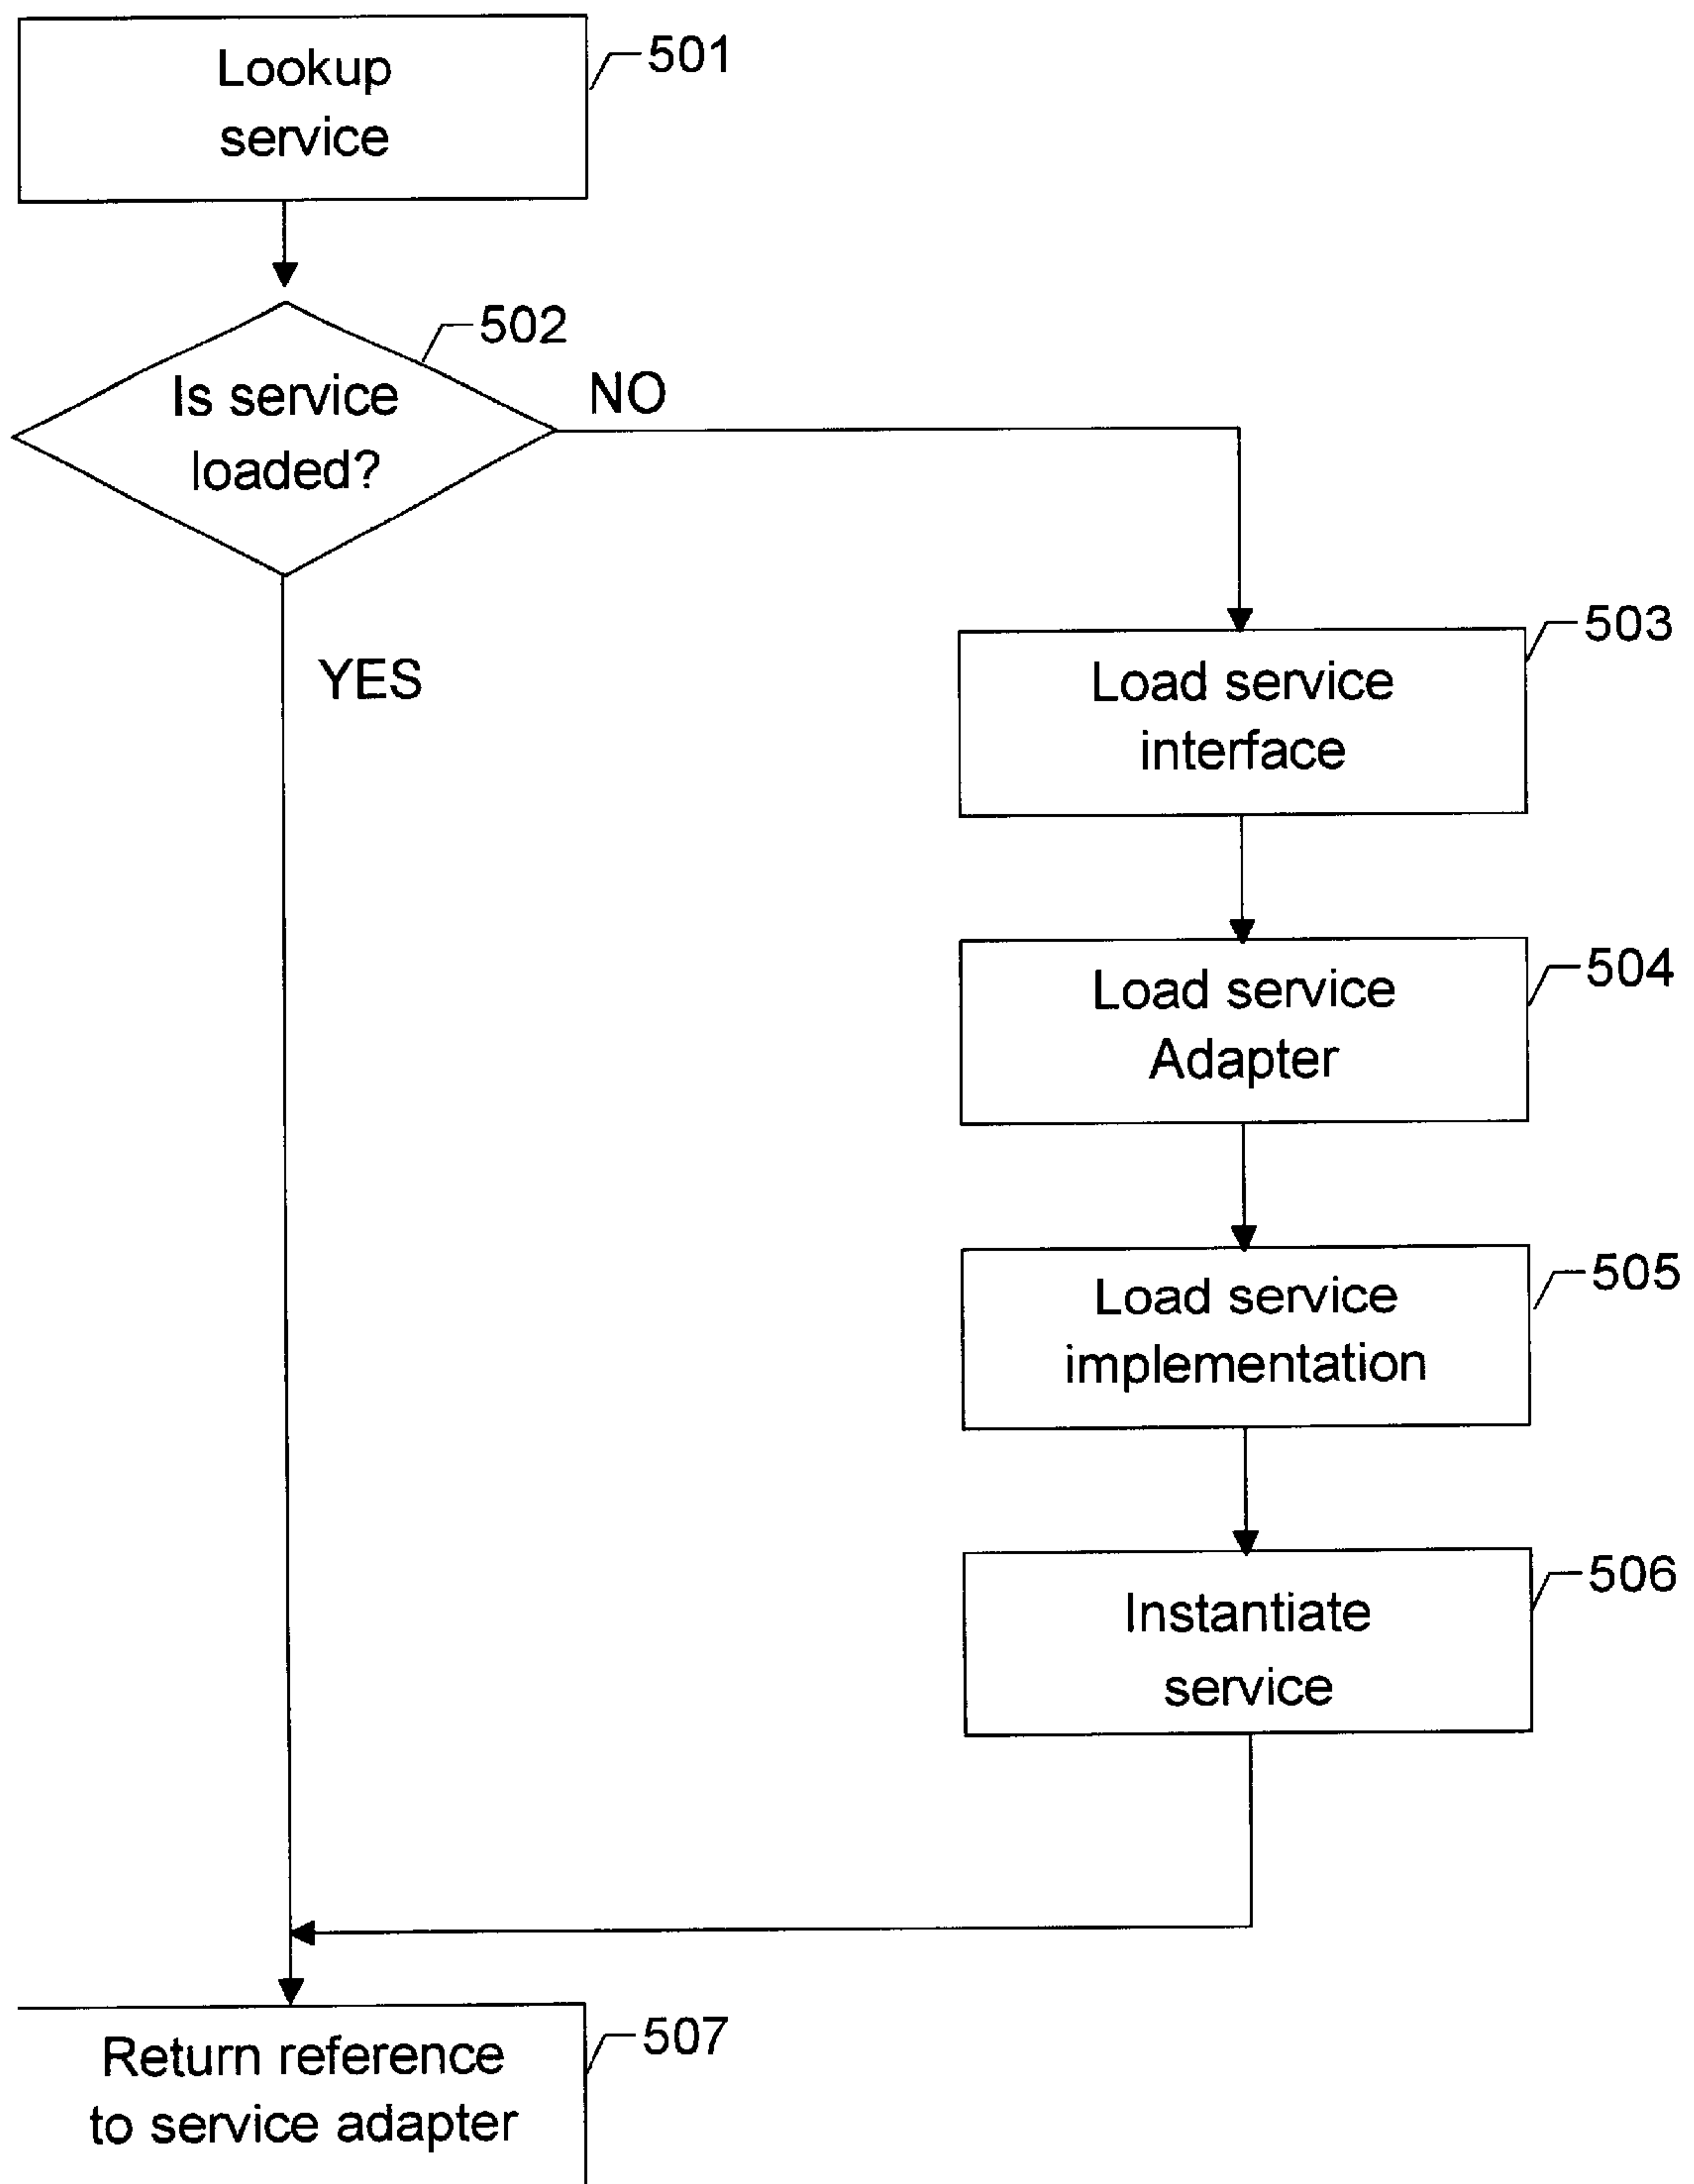 Lookup
service
501
502
Is service
loaded?
NO
YES
503
Load service
interface
504
Load service
Adapter
505
Load service
implementation
506
Instantiate
service
507
Return reference
to service adapter